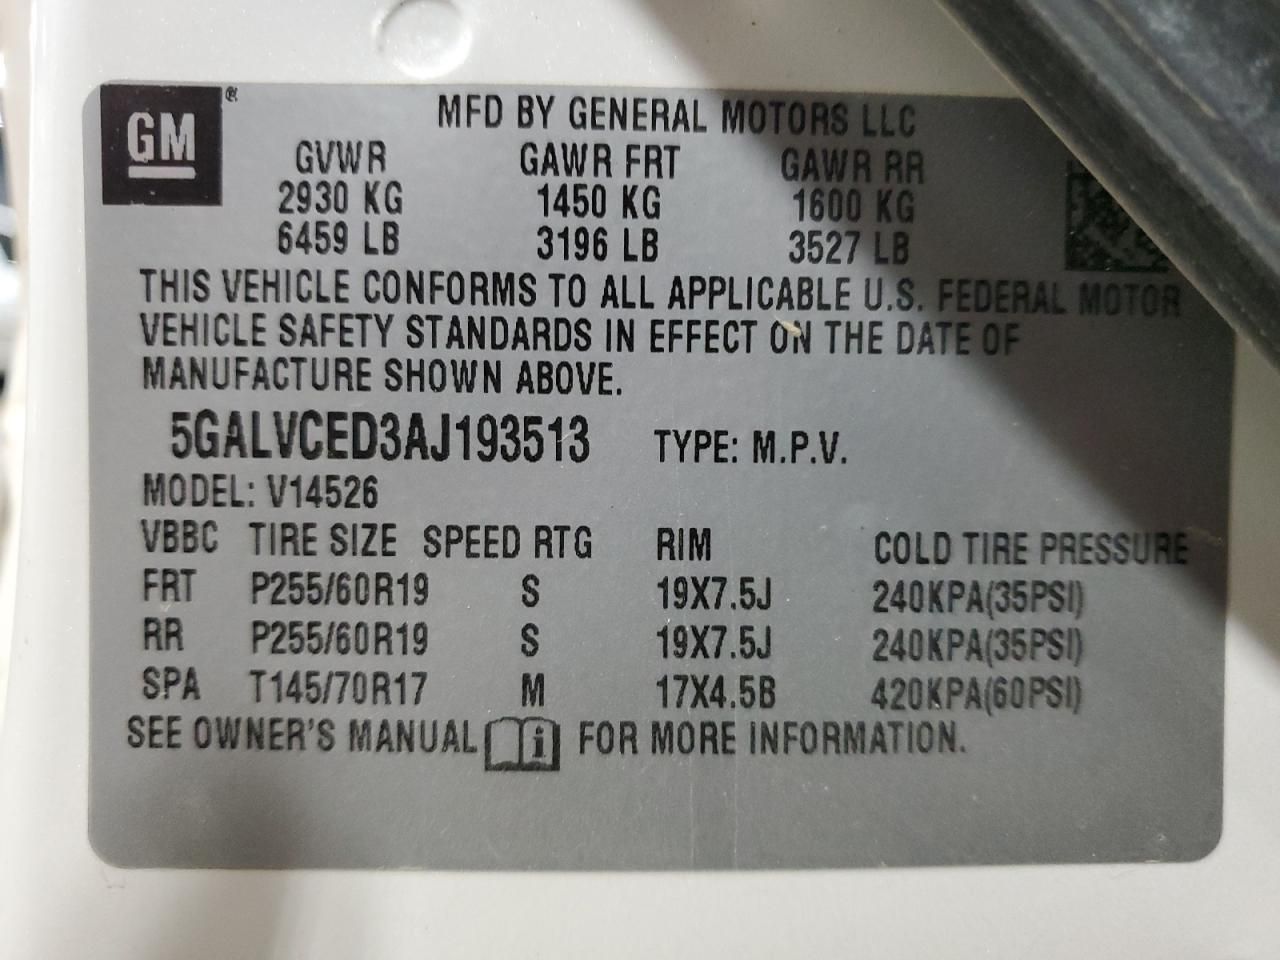 GM ®
MFD BY GENERAL MOTORS LLC
GVWR GAWR FRT GAWR RR
2930 KG 1450 KG 1600 KG
6459 LB 3196 LB 3527 LB
THIS VEHICLE CONFORMS TO ALL APPLICABLE U.S. FEDERAL MOTOR
VEHICLE SAFETY STANDARDS IN EFFECT ON THE DATE OF
MANUFACTURE SHOWN ABOVE.
5GALVCED3AJ193513 TYPE: M.P.V.
MODEL: V14526
VBBC TIRE SIZE SPEED RTG RIM COLD TIRE PRESSURE
FRT P255/60R19 S 19X7.5J 240KPA(35PSI)
RR P255/60R19 S 19X7.5J 240KPA(35PSI)
SPA T145/70R17 M 17X4.5B 420KPA(60PSI)
SEE OWNER'S MANUAL i FOR MORE INFORMATION.